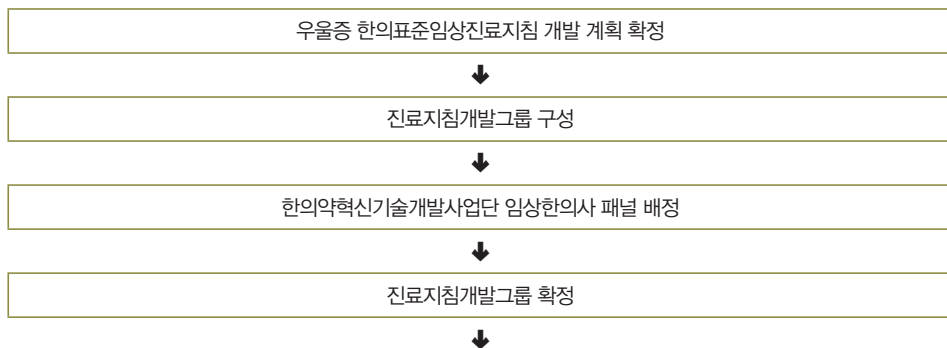 우울증 한의표준임상진료지침 개발 계획 확정
진료지침개발그룹 구성
한의약혁신기술개발사업단 임상한의사 패널 배정
진료지침개발그룹 확정